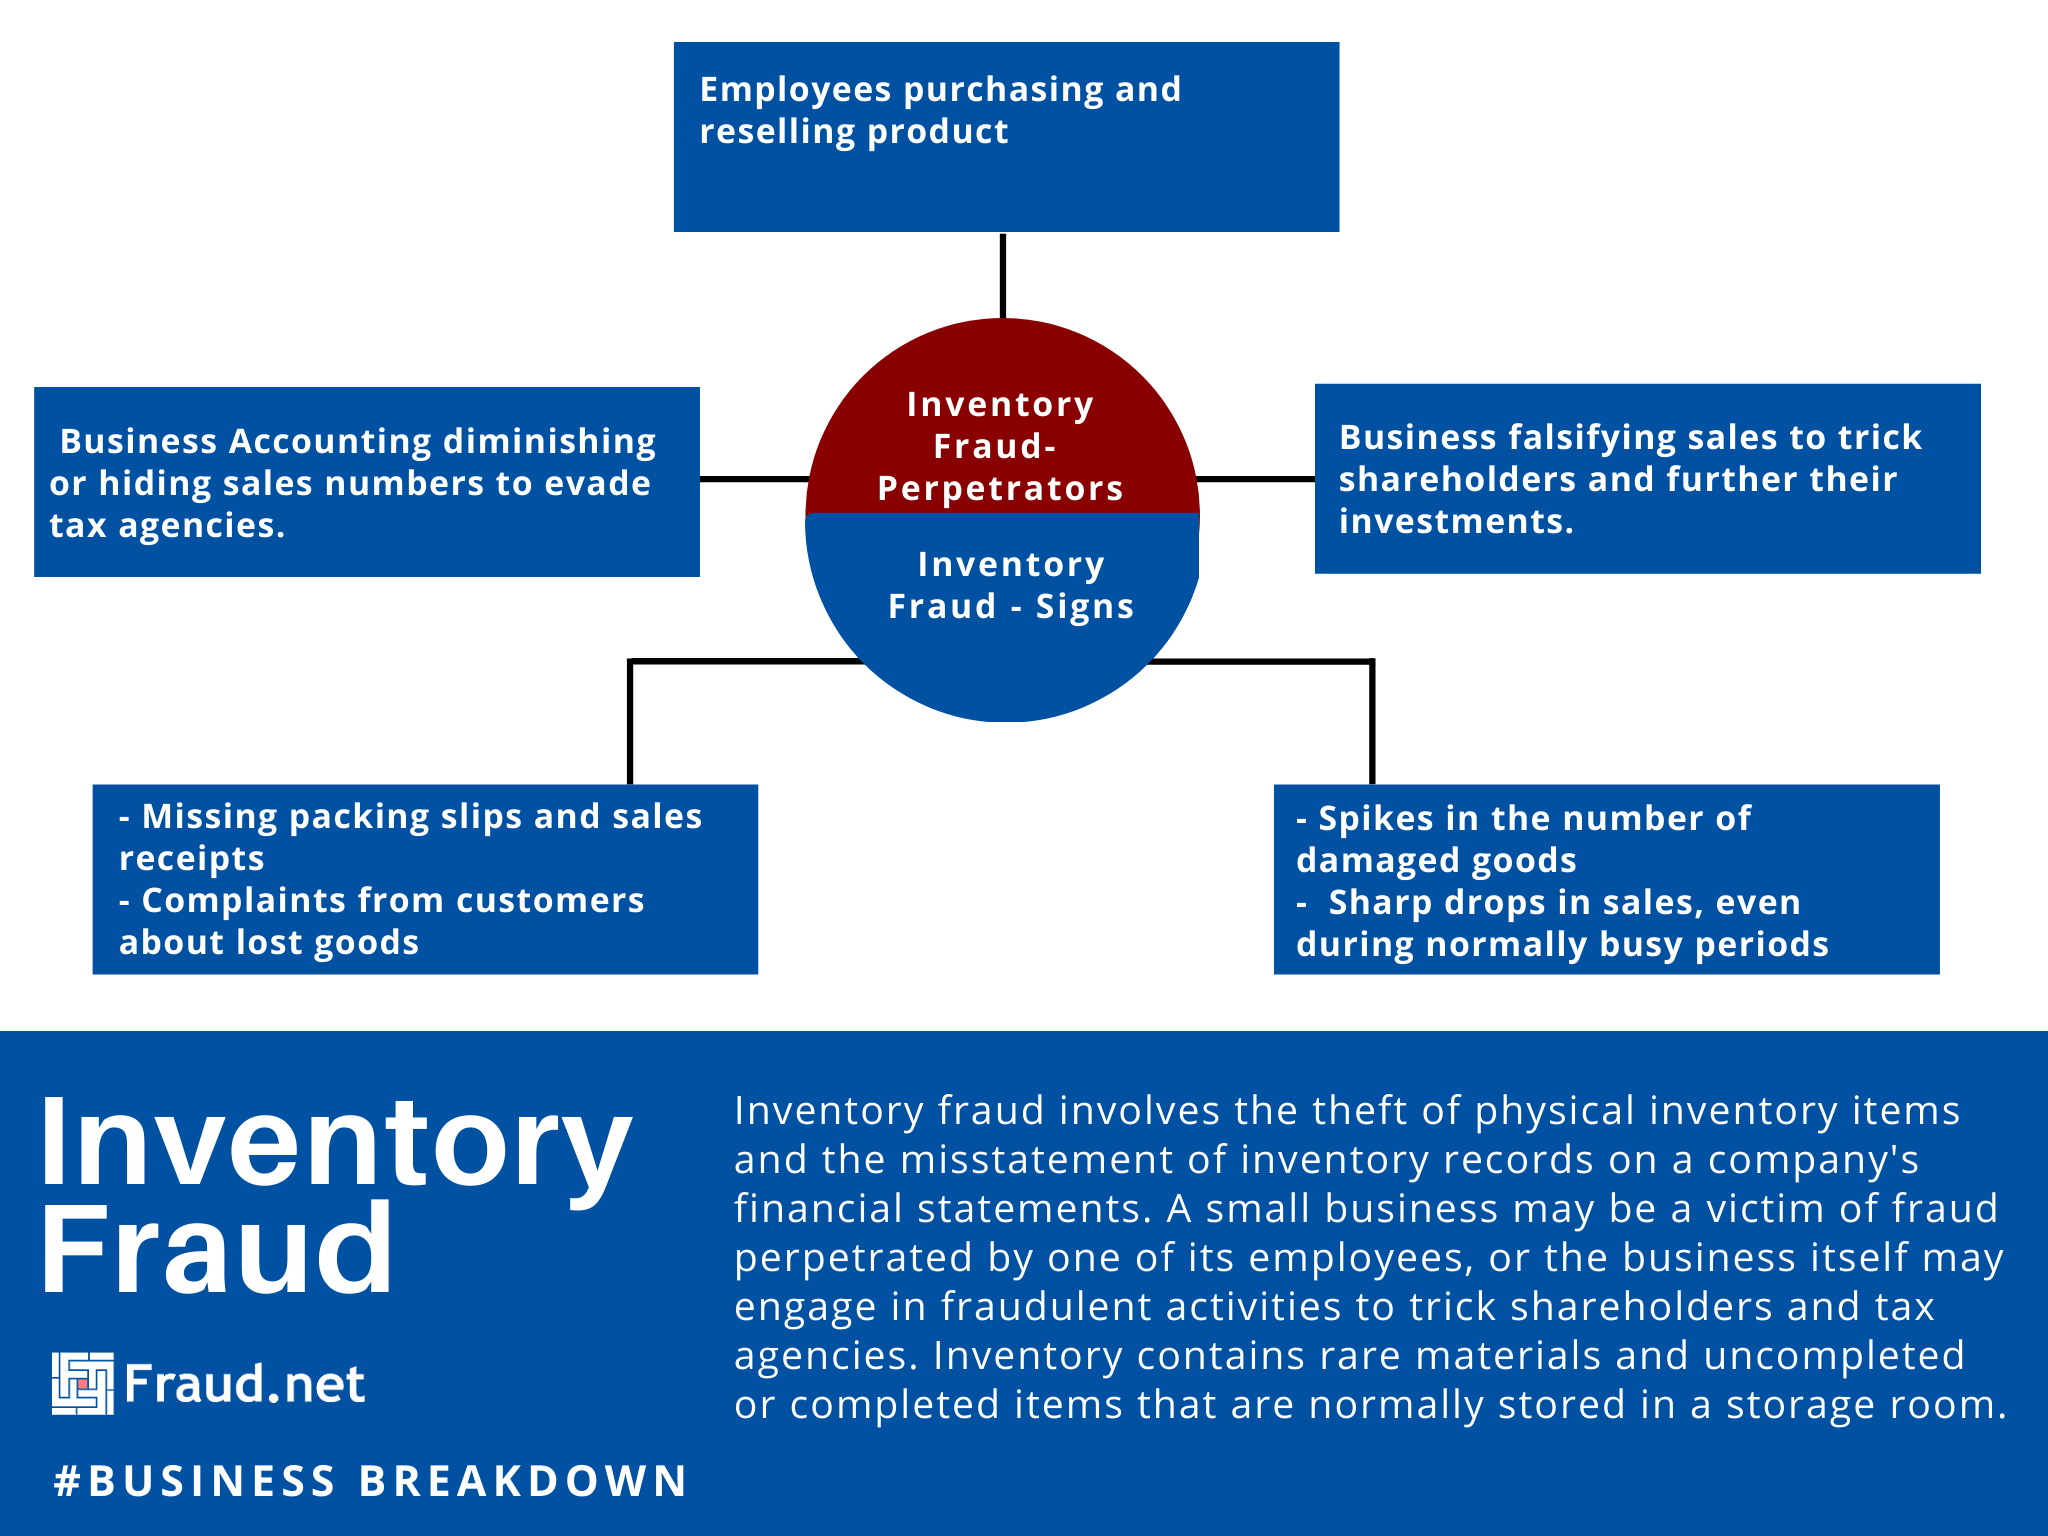 Employees purchasing and
reselling product
Business Accounting diminishing
or hiding sales numbers to evade
tax agencies.
Inventory
Fraud-
Perpetrators
Inventory
Fraud - Signs
Business falsifying sales to trick
shareholders and further their
investments.
- Missing packing slips and sales
receipts
- Complaints from customers
about lost goods
- Spikes in the number of
damaged goods
- Sharp drops in sales, even
during normally busy periods
Inventory
Fraud
Fraud.net
#BUSINESS BREAKDOWN
Inventory fraud involves the theft of physical inventory items
and the misstatement of inventory records on a company's
financial statements. A small business may be a victim of fraud
perpetrated by one of its employees, or the business itself may
engage in fraudulent activities to trick shareholders and tax
agencies. Inventory contains rare materials and uncompleted
or completed items that are normally stored in a storage room.